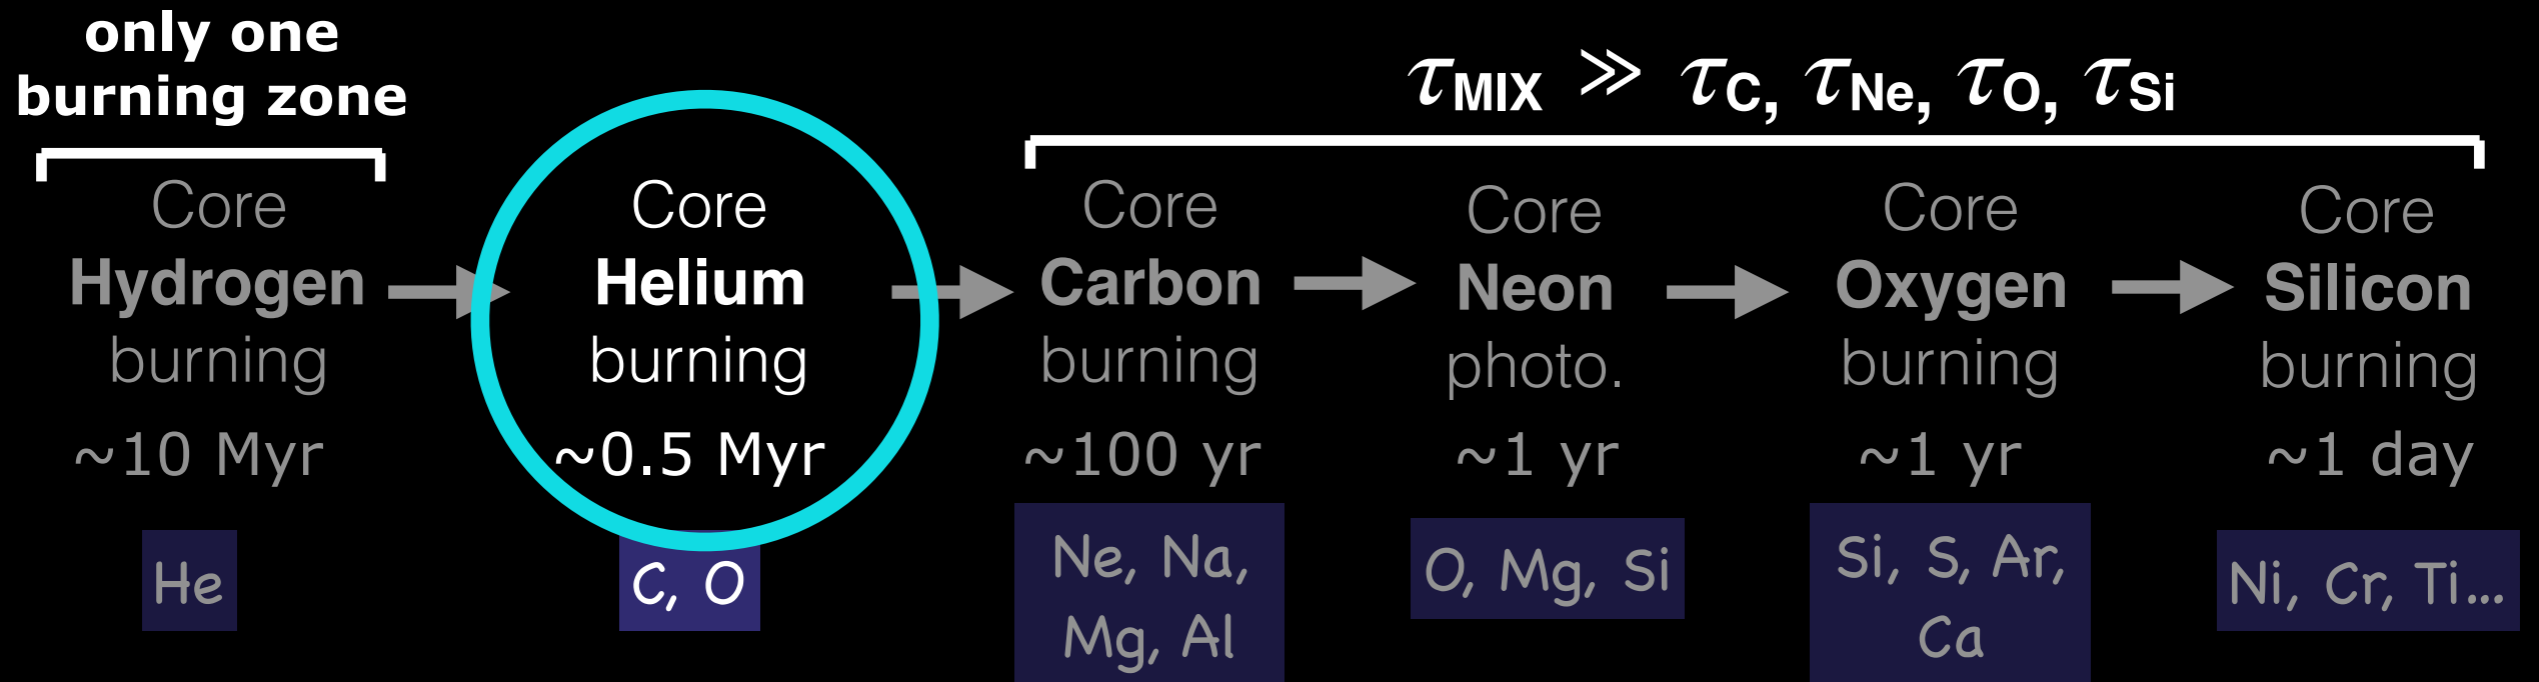 only one
burning zone
τMIX ≫ τC, τNe, τO, τSi
Core
Hydrogen
burning
~10 Myr
He
Core
Helium
burning
~0.5 Myr
C, O
Core
Carbon
burning
~100 yr
Ne, Na,
Mg, Al
Core
Neon
photo.
~1 yr
O, Mg, Si
Core
Oxygen
burning
~1 yr
Si, S, Ar,
Ca
Core
Silicon
burning
~1 day
Ni, Cr, Ti...